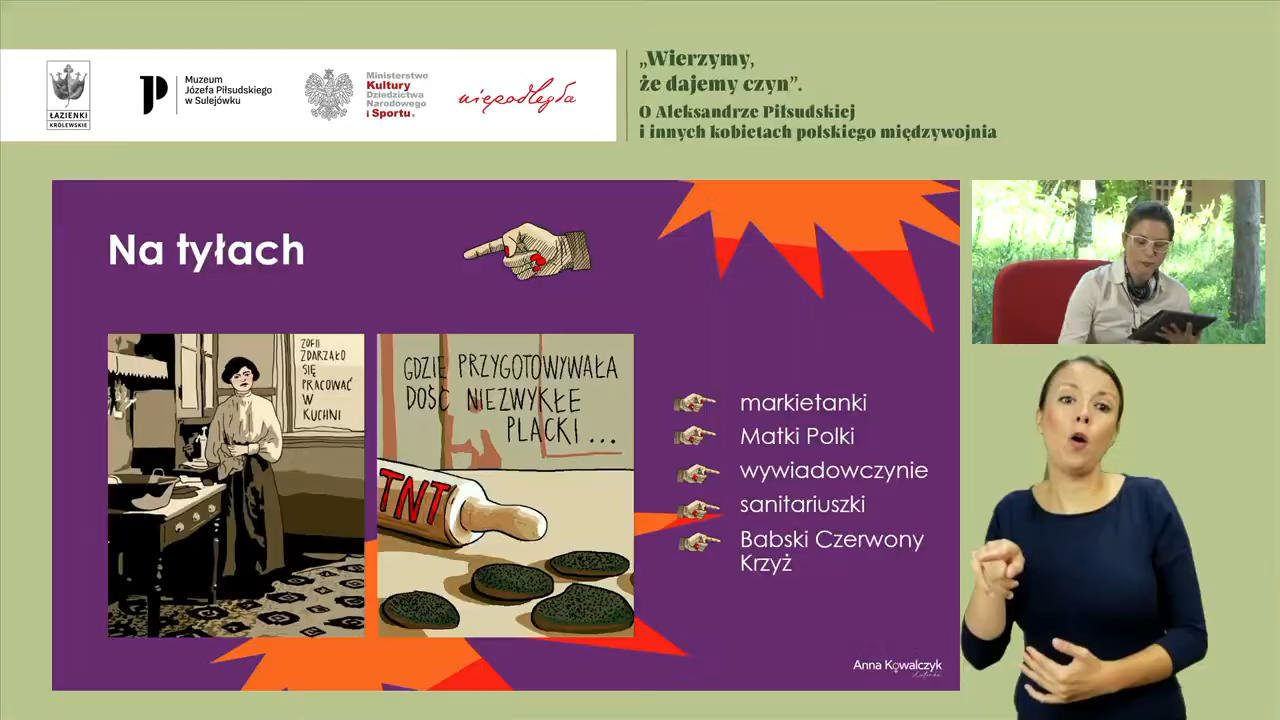 ŁAZIENKI
KRÓLEWSKIE
Muzeum
Józefa Piłsudskiego
w Sulejówku
Ministerstwo
Kultury
Dziedzictwa
Narodowego
i Sportu.
niepodległa
„Wierzymy,
że dajemy czyn”.
O Aleksandrze Piłsudskiej
i innych kobietach polskiego międzywojnia
Na tyłach
ZOFII
ZDARZAŁO
SIĘ
PRACOWAĆ
W
KUCHNI
GDZIE PRZYGOTOWYWAŁA
DOŚĆ NIEZWYKŁE
PLACKI...
TNT
markietanki
Matki Polki
wywiadowczynie
sanitariuszki
Babski Czerwony
Krzyż
Anna Kowalczyk